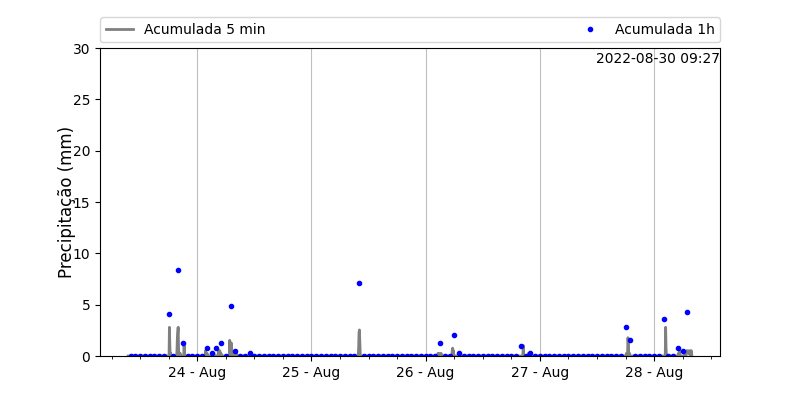 Acumulada 5 min
Acumulada 1h
2022-08-30 09:27
Precipitação (mm)
30
25
20
15
10
5
0
24 - Aug
25 - Aug
26 - Aug
27 - Aug
28 - Aug